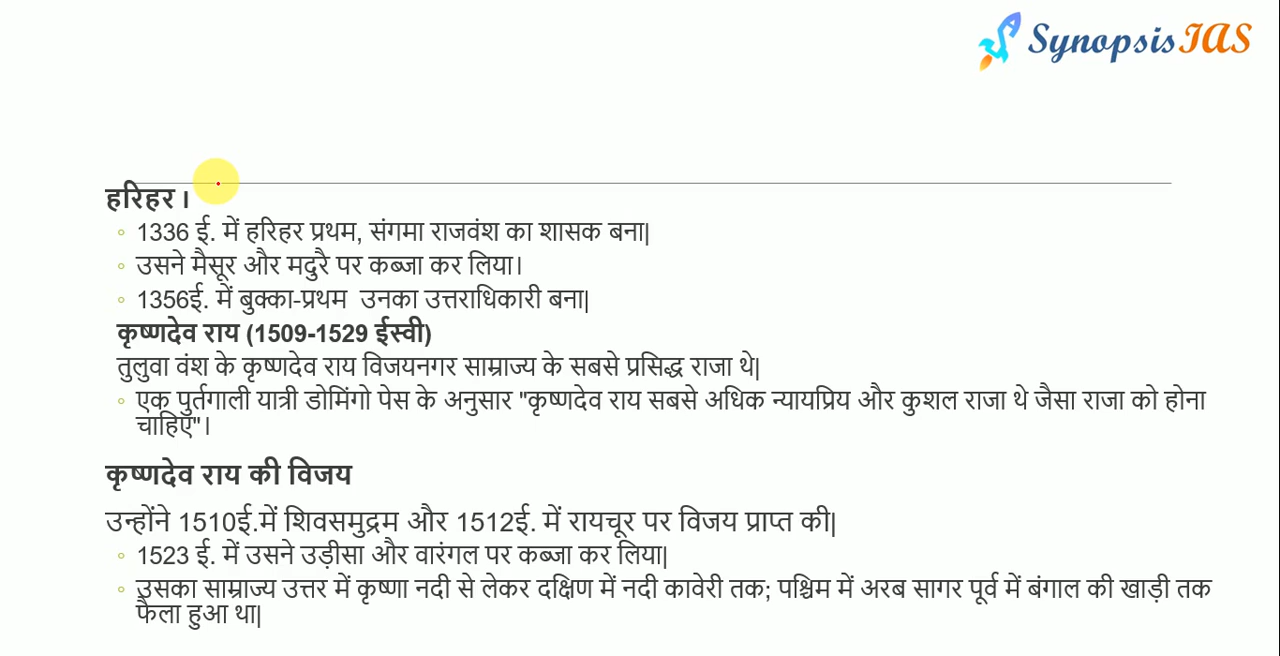 Synopsis IAS
हरिहर ।
◦ 1336 ई. में हरिहर प्रथम, संगमा राजवंश का शासक बना|
◦ उसने मैसूर और मदुरै पर कब्जा कर लिया।
◦ 1356ई. में बुक्का-प्रथम उनका उत्तराधिकारी बना|
कृष्णदेव राय (1509-1529 ईस्वी)
तुलुवा वंश के कृष्णदेव राय विजयनगर साम्राज्य के सबसे प्रसिद्ध राजा थे|
◦ एक पुर्तगाली यात्री डोमिंगो पेस के अनुसार "कृष्णदेव राय सबसे अधिक न्यायप्रिय और कुशल राजा थे जैसा राजा को होना
चाहिए"।
कृष्णदेव राय की विजय
उन्होंने 1510ई.में शिवसमुद्रम और 1512ई. में रायचूर पर विजय प्राप्त की|
◦ 1523 ई. में उसने उड़ीसा और वारंगल पर कब्जा कर लिया|
◦ उसका साम्राज्य उत्तर में कृष्णा नदी से लेकर दक्षिण में नदी कावेरी तक; पश्चिम में अरब सागर पूर्व में बंगाल की खाड़ी तक
फैला हुआ था|